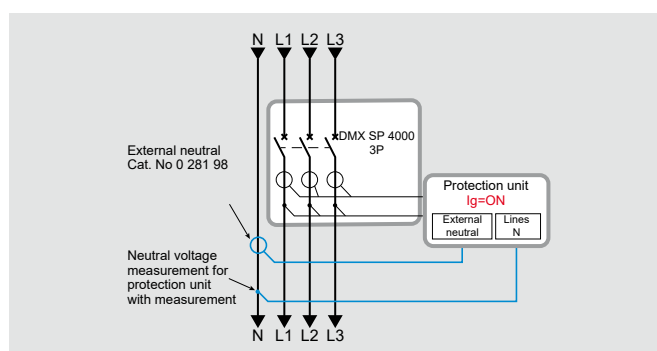 N L1 L2 L3
DMX SP 4000
3P
External neutral
Cat. No 0 281 98
Protection unit
Ig=ON
External
neutral
Lines
N
Neutral voltage
measurement for
protection unit
with measurement
N L1 L2 L3